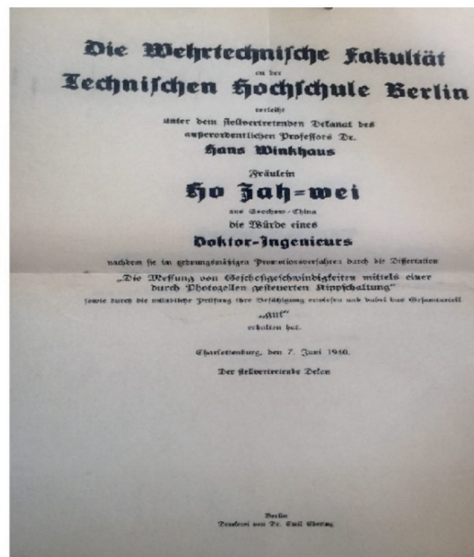 Die Wehrtechnische Fakultät
an der
Technischen Hochschule Berlin
verleiht
unter dem stellvertretenden Dekanat des
außerordentlichen Professors Dr.
Hans Winkhaus
Fräulein
Ho Zah=wei
aus Soochow-China
die Würde eines
Doktor-Ingenieurs
nachdem sie im ordnungsmäßigen Promotionsverfahren durch die Dissertation
„Die Messung von Geschoßgeschwindigkeiten mittels einer
durch Photozellen gesteuerten Kippschaltung“
sowie durch die mündliche Prüfung ihre Befähigung erwiesen und dabei das Gesamturteil
„gut“
erhalten hat.
Charlottenburg, den 7. Juni 1940.
Der stellvertretende Dekan
Berlin
Druckerei von Dr. Emil Ebering